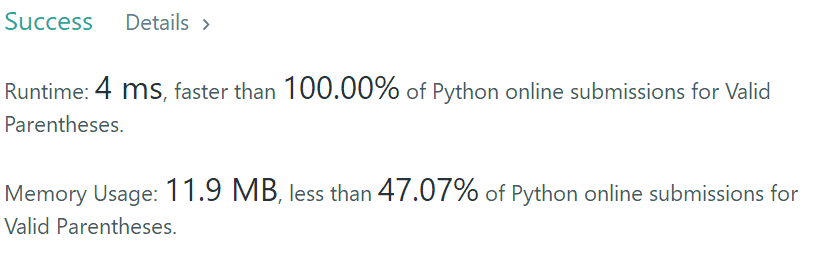 Success Details >
Runtime: 4 ms, faster than 100.00% of Python online submissions for Valid
Parentheses.
Memory Usage: 11.9 MB, less than 47.07% of Python online submissions for
Valid Parentheses.